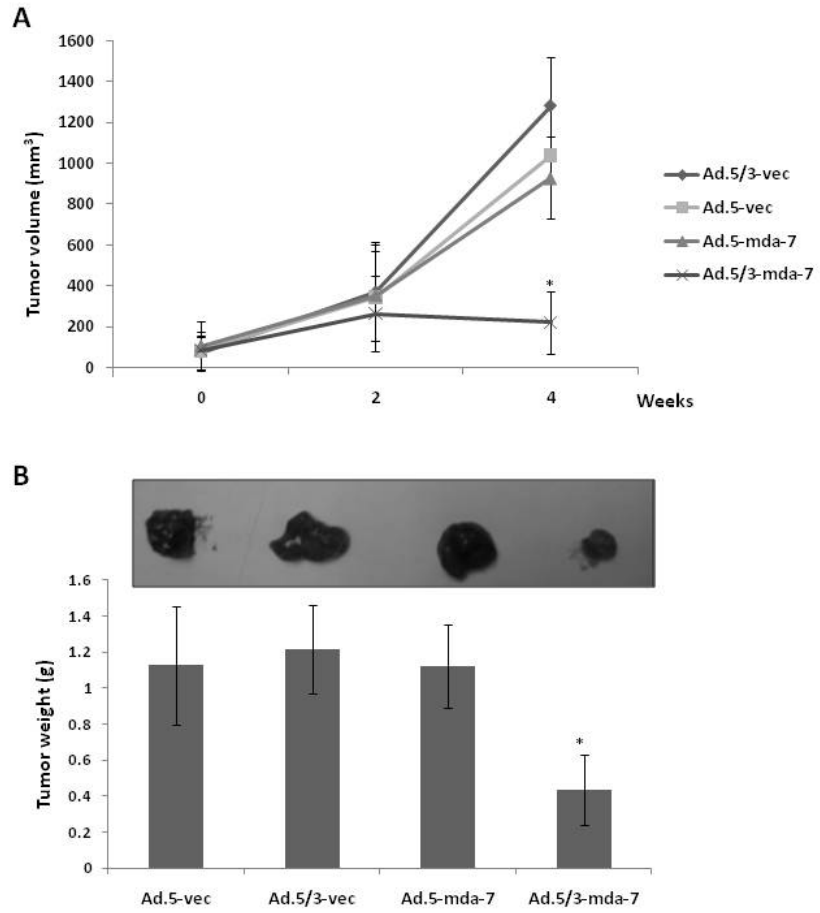 A
1600
1400
1200
1000
800
600
400
200
0
Tumor volume (mm³)
*
0 2 4 Weeks
Ad.5/3-vec
Ad.5-vec
Ad.5-mda-7
Ad.5/3-mda-7
B
1.6
1.4
1.2
1
0.8
0.6
0.4
0.2
0
Tumor weight (g)
*
Ad.5-vec Ad.5/3-vec Ad.5-mda-7 Ad.5/3-mda-7